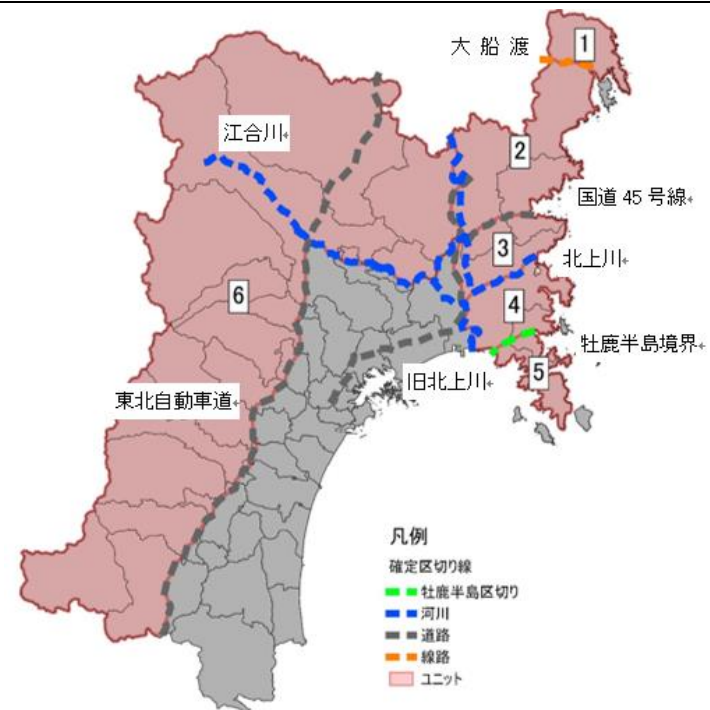 大 船 渡
1
江合川
2
国道 45 号線
3
北上川
4
6
牡鹿半島境界
5
旧北上川
東北自動車道
凡例
確定区切り線
牡鹿半島区切り
河川
道路
線路
ユニット